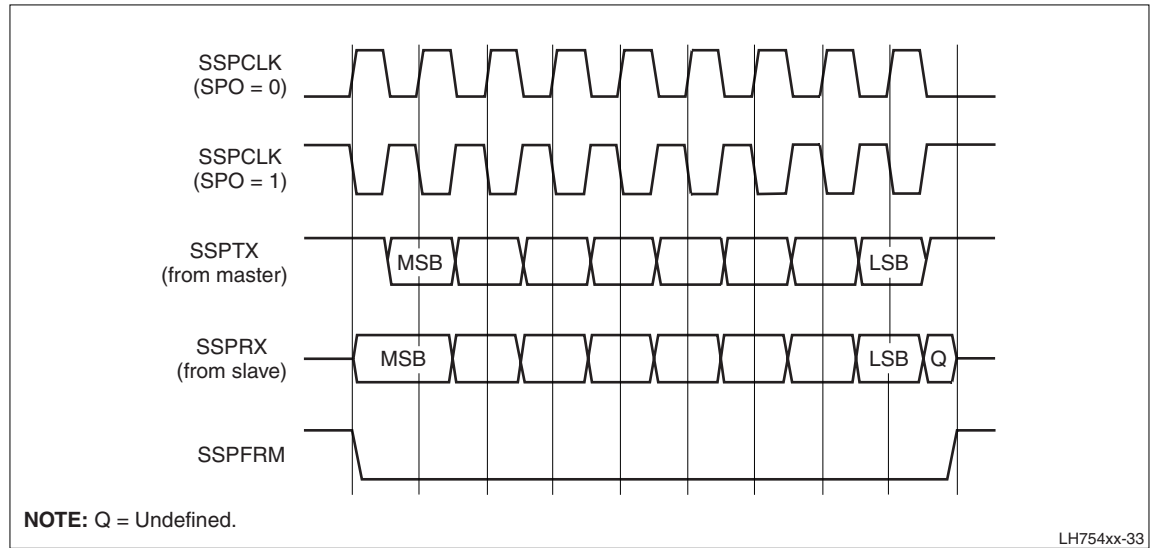 SSPCLK
(SPO = 0)
SSPCLK
(SPO = 1)
SSPTX
(from master)
MSB
LSB
SSPRX
(from slave)
MSB
LSB
Q
SSPFRM
NOTE: Q = Undefined.
LH754xx-33